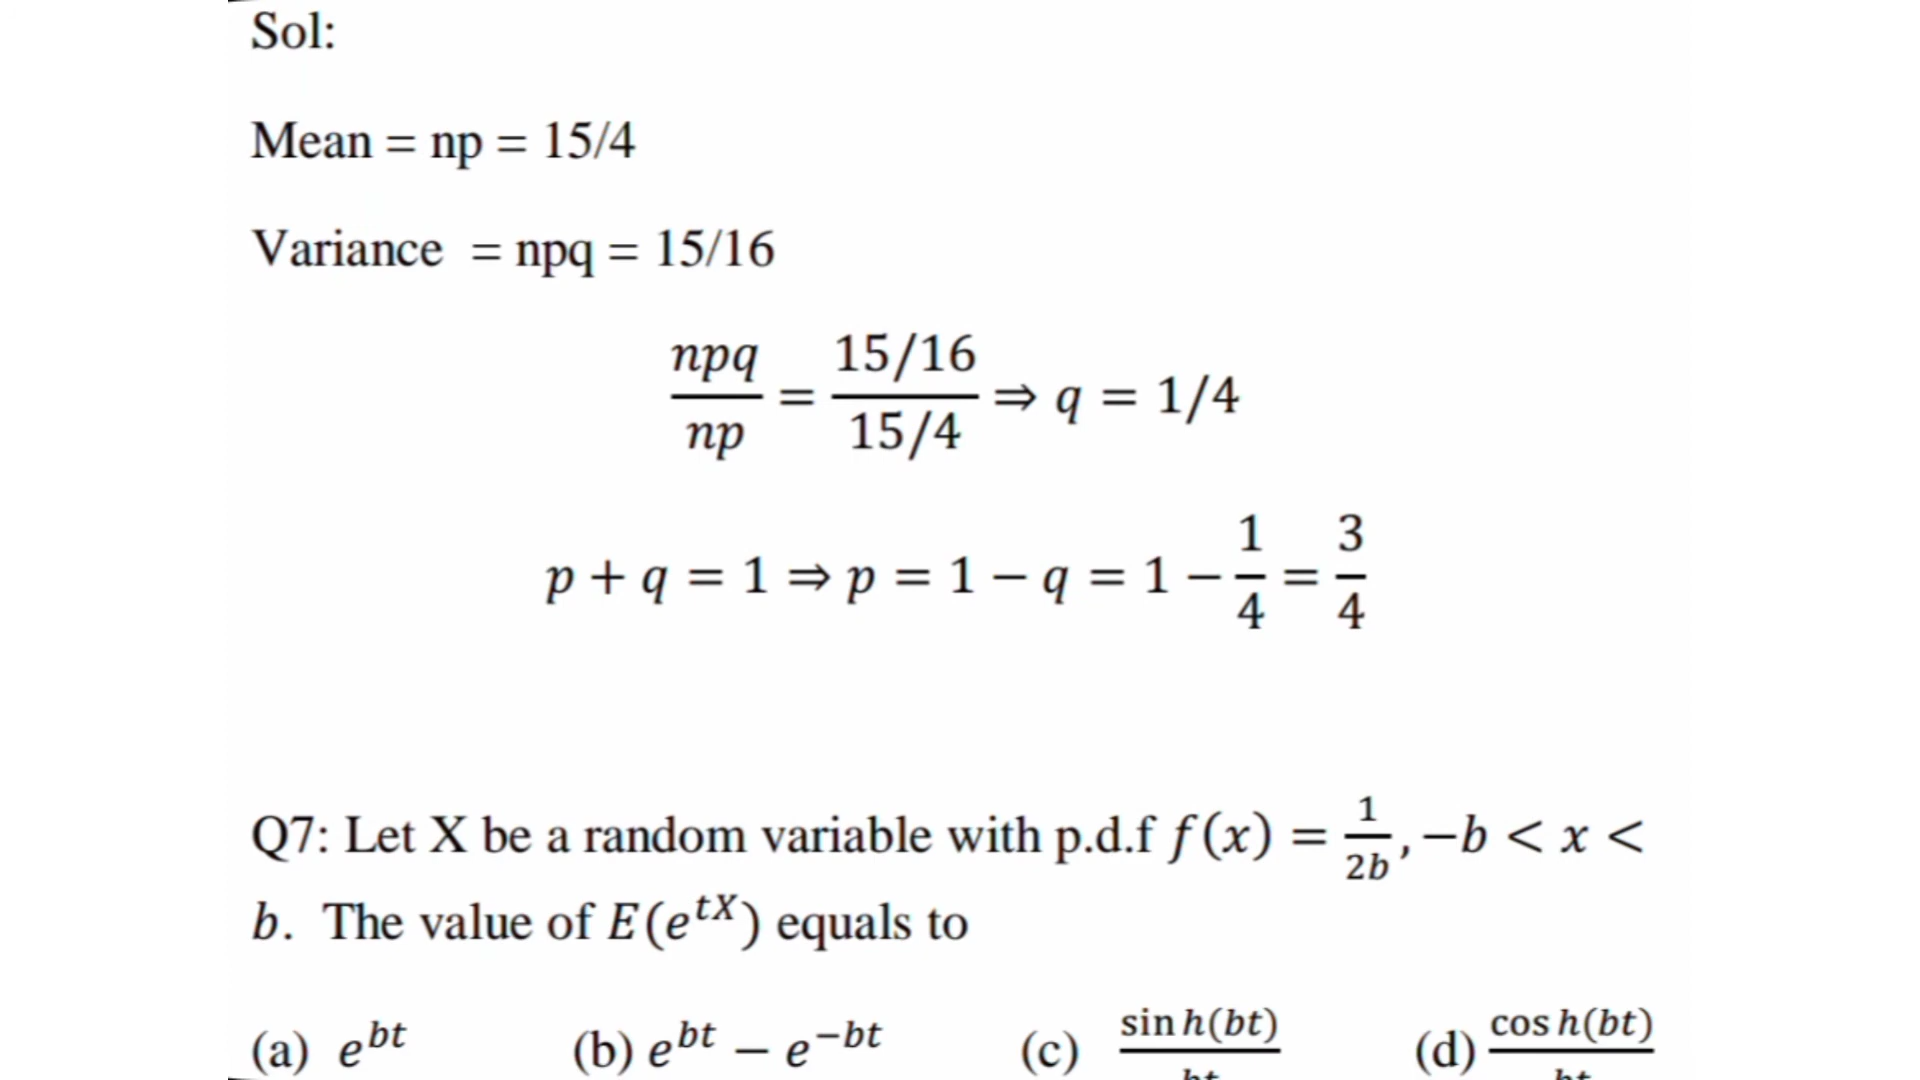 Sol:
Mean = np = 15/4
Variance = npq = 15/16
npq/np = (15/16)/(15/4) ⇒ q = 1/4
p + q = 1 ⇒ p = 1 − q = 1 − 1/4 = 3/4
Q7: Let X be a random variable with p.d.f f(x) = 1/2b, −b < x <
b. The value of E(e^{tX}) equals to
(a) e^{bt} (b) e^{bt} − e^{−bt} (c) sin h(bt)/bt (d) cos h(bt)/bt